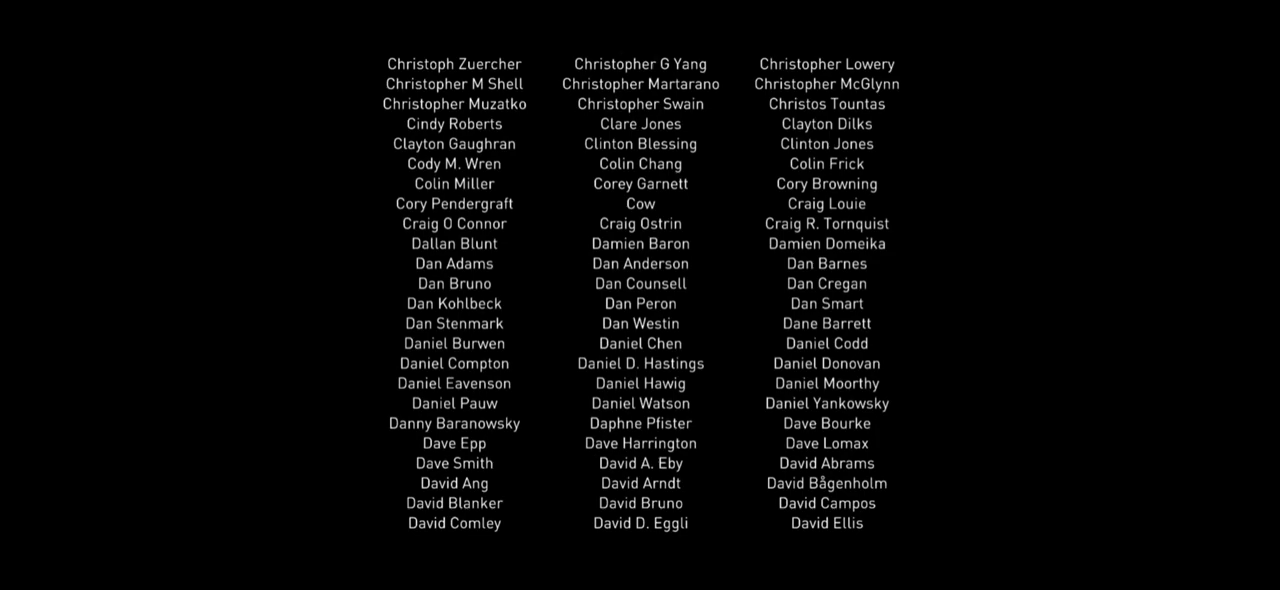 Christoph Zuercher Christopher G Yang Christopher Lowery
Christopher M Shell Christopher Martarano Christopher McGlynn
Christopher Muzatko Christopher Swain Christos Tountas
Cindy Roberts Clare Jones Clayton Dilks
Clayton Gaughran Clinton Blessing Clinton Jones
Cody M. Wren Colin Chang Colin Frick
Colin Miller Corey Garnett Cory Browning
Cory Pendergraft Cow Craig Louie
Craig O Connor Craig Ostrin Craig R. Tornquist
Dallan Blunt Damien Baron Damien Domeika
Dan Adams Dan Anderson Dan Barnes
Dan Bruno Dan Counsell Dan Cregan
Dan Kohlbeck Dan Peron Dan Smart
Dan Stenmark Dan Westin Dane Barrett
Daniel Burwen Daniel Chen Daniel Codd
Daniel Compton Daniel D. Hastings Daniel Donovan
Daniel Eavenson Daniel Hawig Daniel Moorthy
Daniel Pauw Daniel Watson Daniel Yankowsky
Danny Baranowsky Daphne Pfister Dave Bourke
Dave Epp Dave Harrington Dave Lomax
Dave Smith David A. Eby David Abrams
David Ang David Arndt David Bågenholm
David Blanker David Bruno David Campos
David Comley David D. Eggli David Ellis